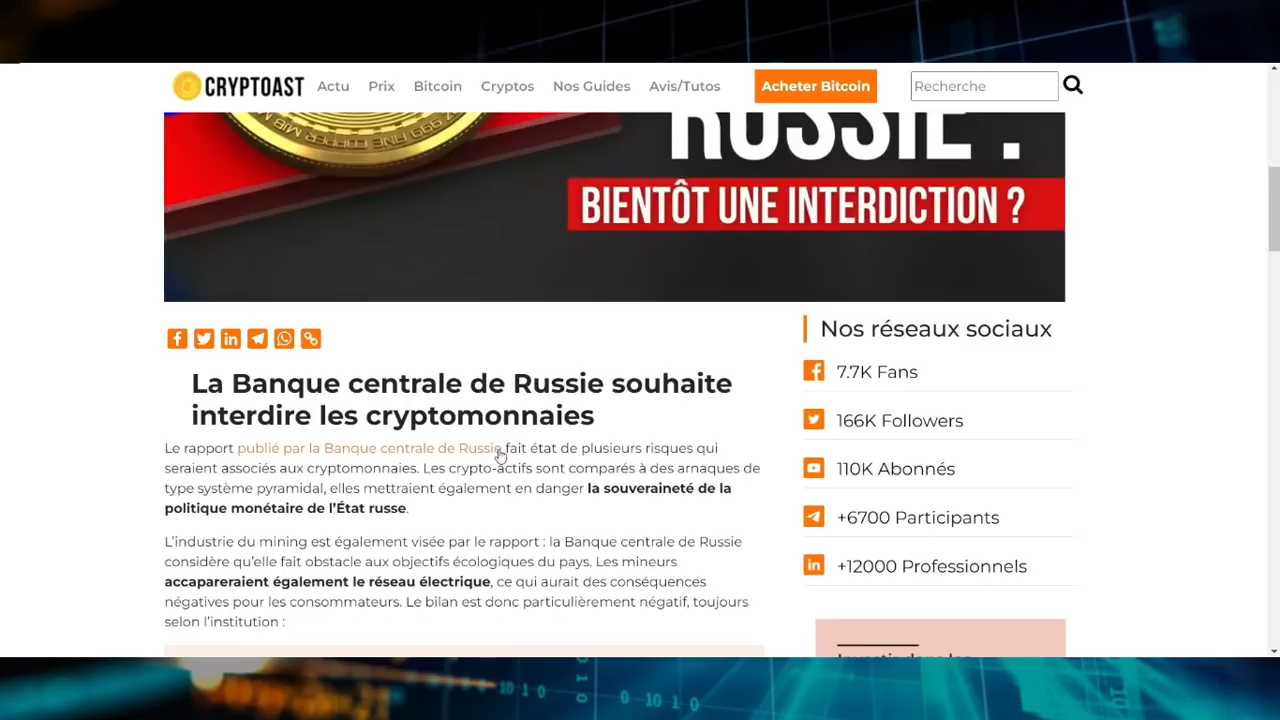 CRYPTOAST Actu Prix Bitcoin Cryptos Nos Guides Avis/Tutos Acheter Bitcoin Recherche
RUSSIE :
BIENTÔT UNE INTERDICTION ?
La Banque centrale de Russie souhaite
interdire les cryptomonnaies
Le rapport publié par la Banque centrale de Russie fait état de plusieurs risques qui
seraient associés aux cryptomonnaies. Les crypto-actifs sont comparés à des arnaques de
type système pyramidal, elles mettraient également en danger la souveraineté de la
politique monétaire de l'État russe.
L'industrie du mining est également visée par le rapport : la Banque centrale de Russie
considère qu'elle fait obstacle aux objectifs écologiques du pays. Les mineurs
accapareraient également le réseau électrique, ce qui aurait des conséquences
négatives pour les consommateurs. Le bilan est donc particulièrement négatif, toujours
selon l'institution :
Nos réseaux sociaux
7.7K Fans
166K Followers
110K Abonnés
+6700 Participants
+12000 Professionnels